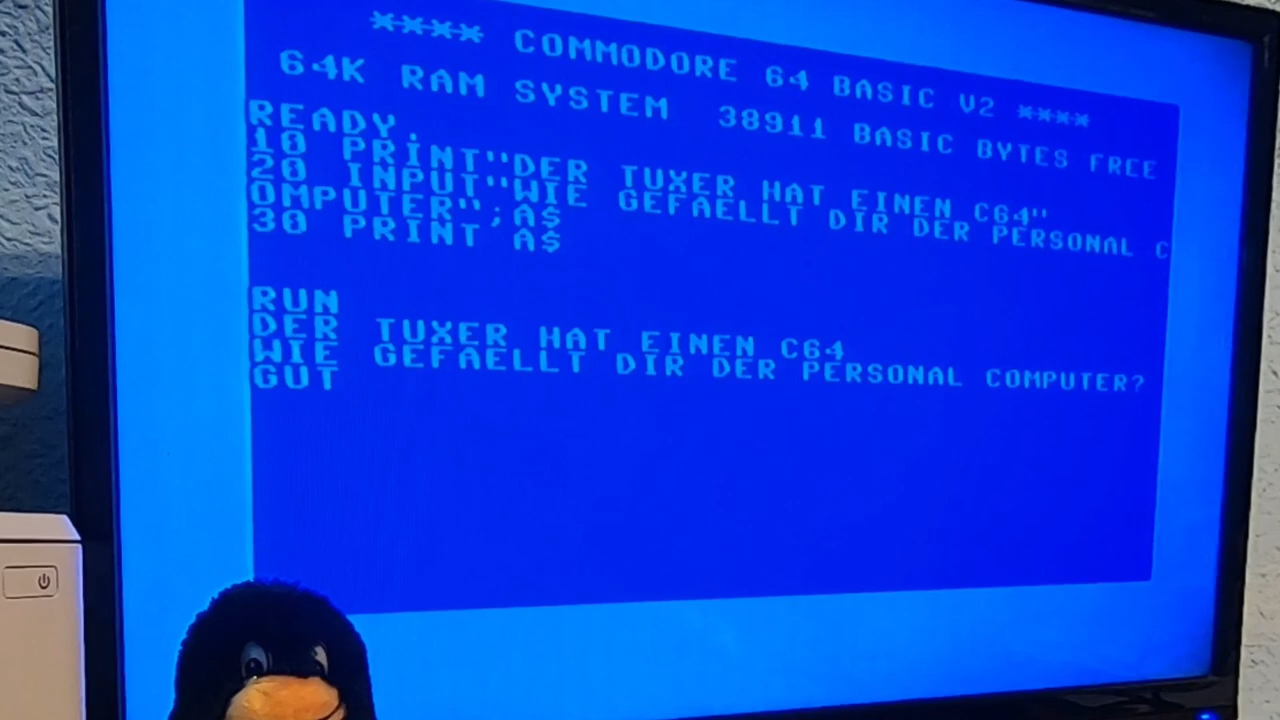 **** COMMODORE 64 BASIC V2 ****
64K RAM SYSTEM 38911 BASIC BYTES FREE
READY.
10 PRINT"DER TUXER HAT EINEN C64"
20 INPUT"WIE GEFAELLT DIR DER PERSONAL C
OMPUTER";A$
30 PRINT A$
RUN
DER TUXER HAT EINEN C64
WIE GEFAELLT DIR DER PERSONAL COMPUTER?
GUT